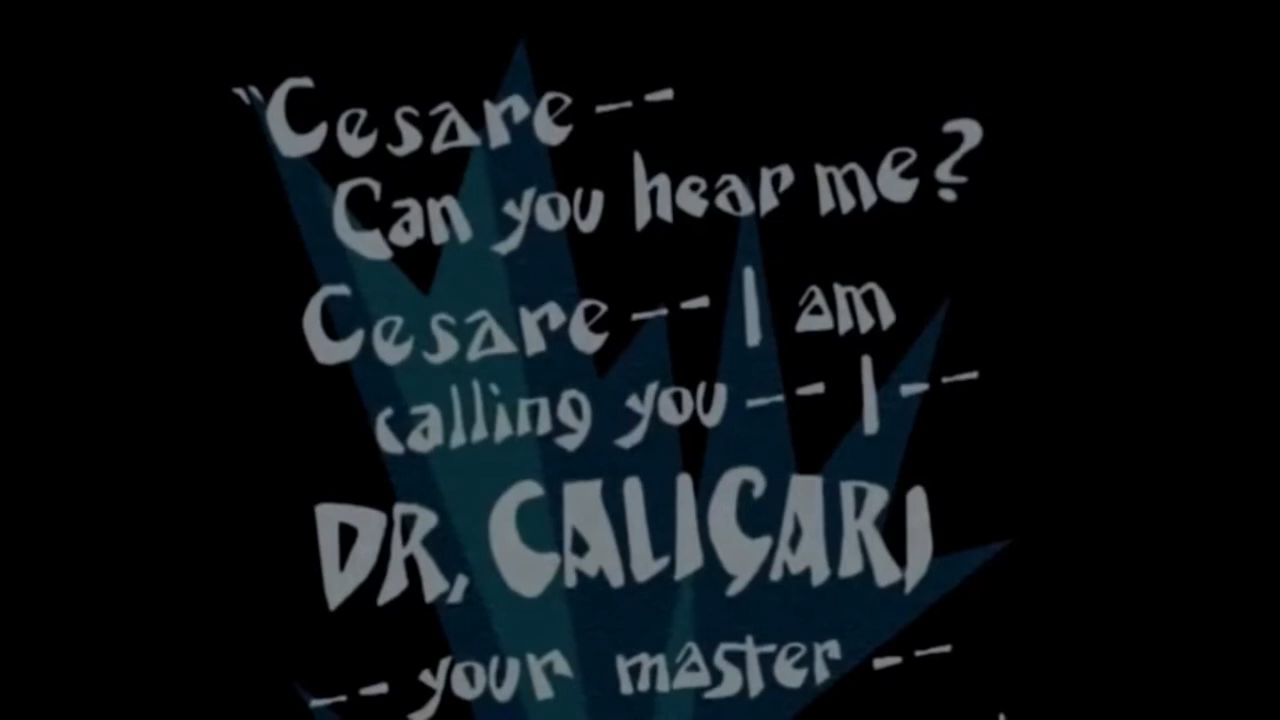 "Cesare--
Can you hear me?
Cesare-- I am
calling you-- I--
DR. CALIGARI
--your master--